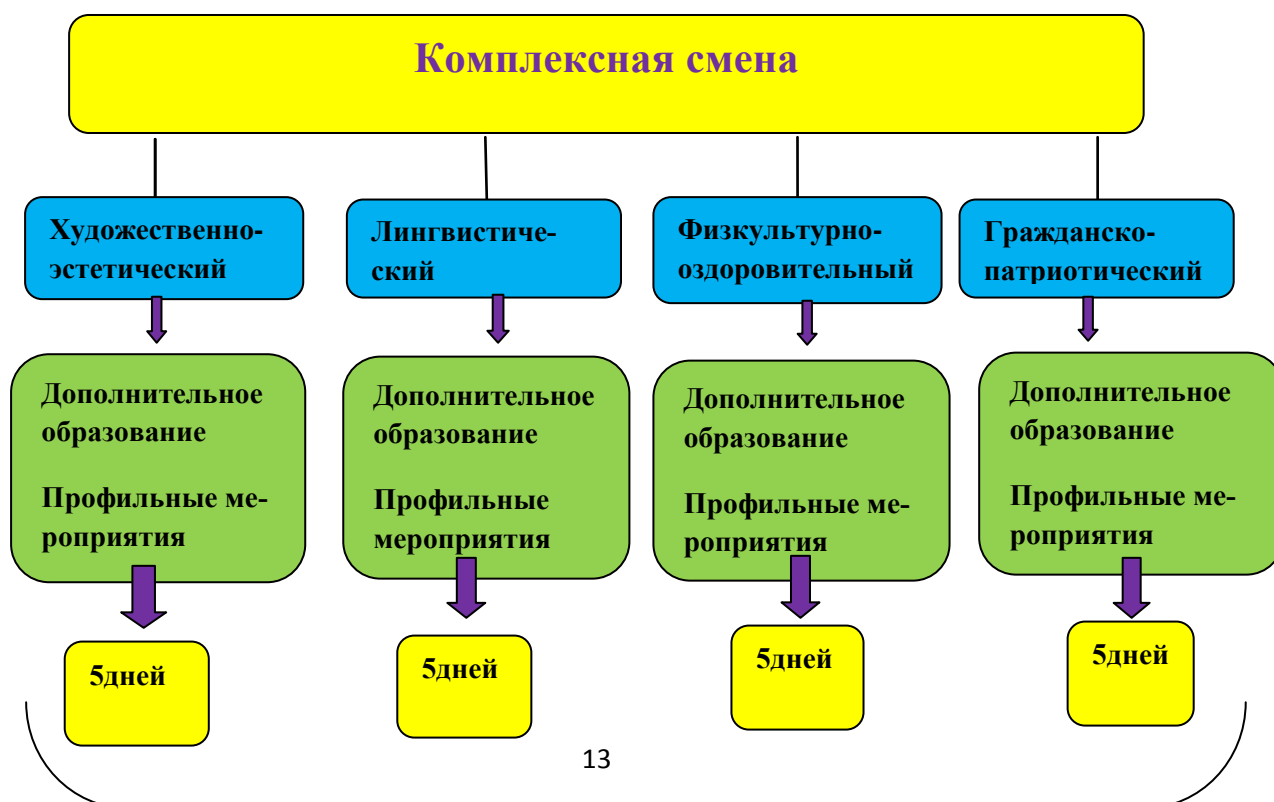 Комплексная смена
Художественно-
эстетический
Лингвистиче-
ский
Физкультурно-
оздоровительный
Гражданско-
патриотический
Дополнительное
образование
Профильные ме-
роприятия
Дополнительное
образование
Профильные
мероприятия
Дополнительное
образование
Профильные ме-
роприятия
Дополнительное
образование
Профильные ме-
роприятия
5дней
5дней
5дней
5дней
13